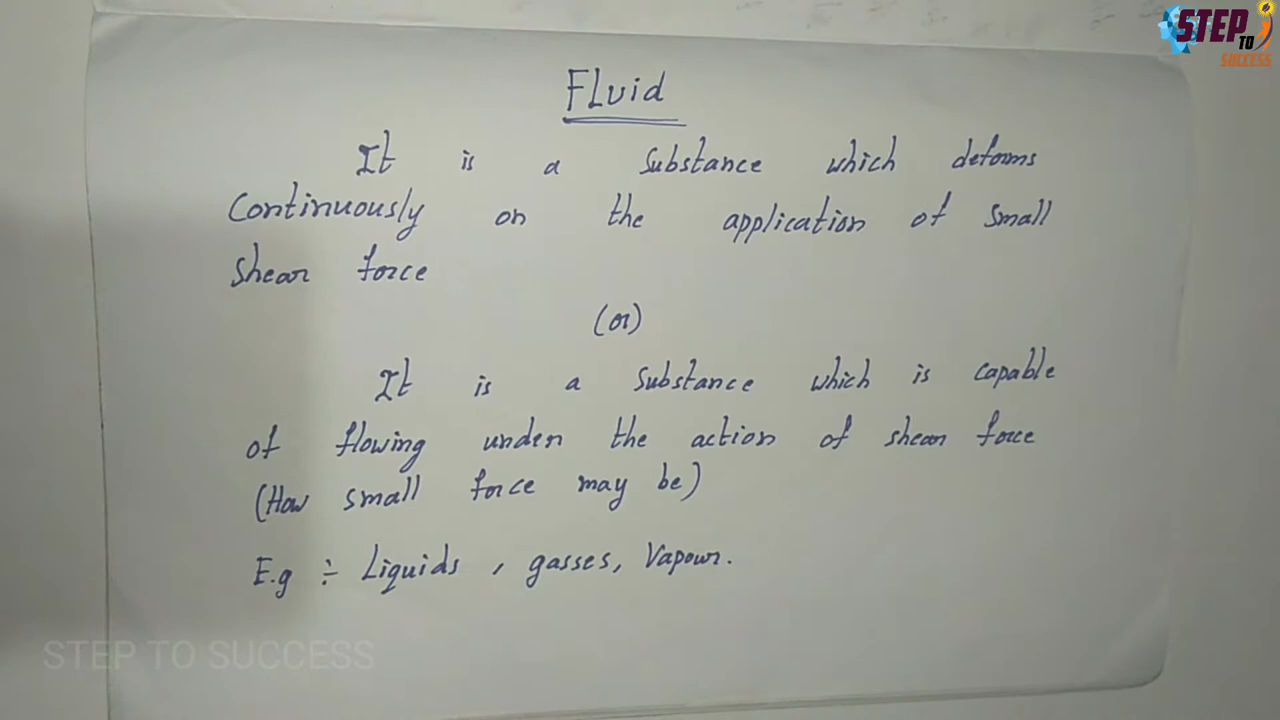 STEP TO SUCCESS
FLuid
It is a Substance which deforms
Continuously on the application of small
shear force
(or)
It is a Substance which is capable
of flowing under the action of shear force
(How small force may be)
E.g ÷ Liquids , gasses, Vapour.
STEP TO SUCCESS